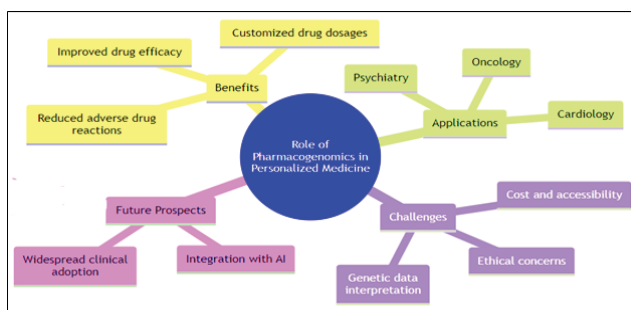 Role of
Pharmacogenomics in
Personalized Medicine
Benefits
Improved drug efficacy
Customized drug dosages
Reduced adverse drug
reactions
Applications
Psychiatry
Oncology
Cardiology
Future Prospects
Widespread clinical
adoption
Integration with AI
Challenges
Cost and accessibility
Ethical concerns
Genetic data
interpretation